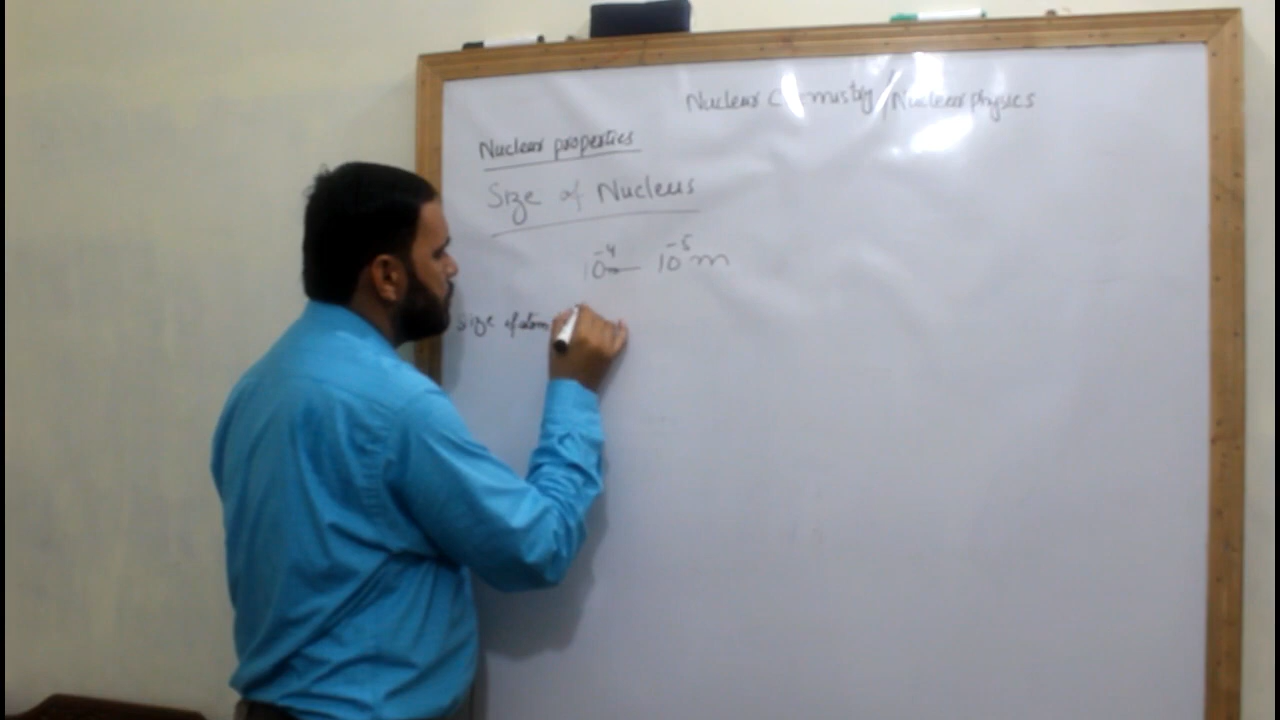 Nuclear Chemistry/Nuclear physics
Nuclear properties
Size of Nucleus
10⁻⁴ — 10⁻⁵ m
Size of atom